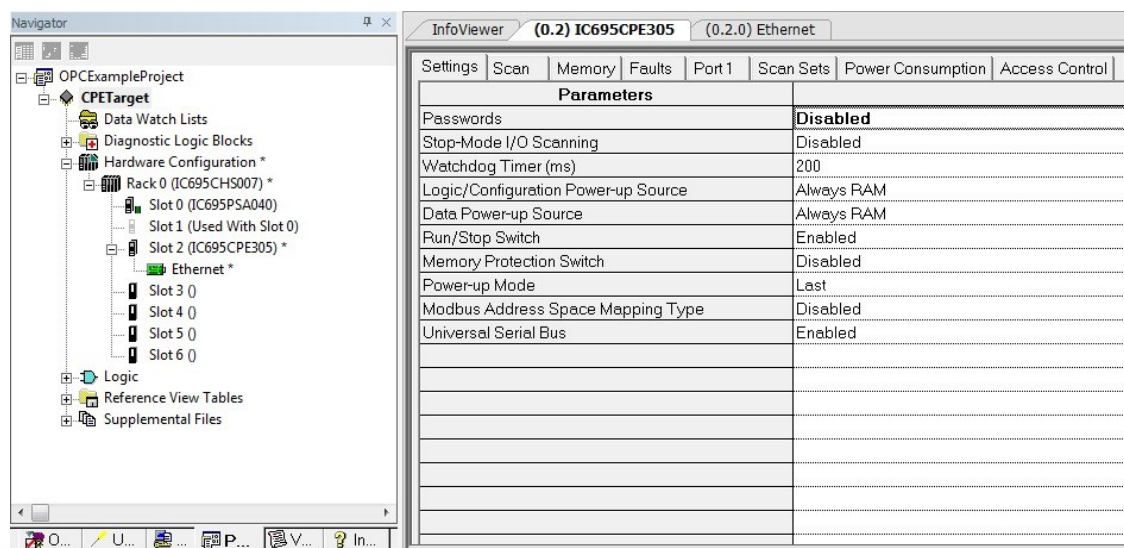 Navigator
OPCExampleProject
CPETarget
Data Watch Lists
Diagnostic Logic Blocks
Hardware Configuration *
Rack 0 (IC695CHS007) *
Slot 0 (IC695PSA040)
Slot 1 (Used With Slot 0)
Slot 2 (IC695CPE305) *
Ethernet *
Slot 3 ()
Slot 4 ()
Slot 5 ()
Slot 6 ()
Logic
Reference View Tables
Supplemental Files
O... U... ... P... V... In...
InfoViewer (0.2) IC695CPE305 (0.2.0) Ethernet
Settings Scan Memory Faults Port 1 Scan Sets Power Consumption Access Control
Parameters
Passwords Disabled
Stop-Mode I/O Scanning Disabled
Watchdog Timer (ms) 200
Logic/Configuration Power-up Source Always RAM
Data Power-up Source Always RAM
Run/Stop Switch Enabled
Memory Protection Switch Disabled
Power-up Mode Last
Modbus Address Space Mapping Type Disabled
Universal Serial Bus Enabled